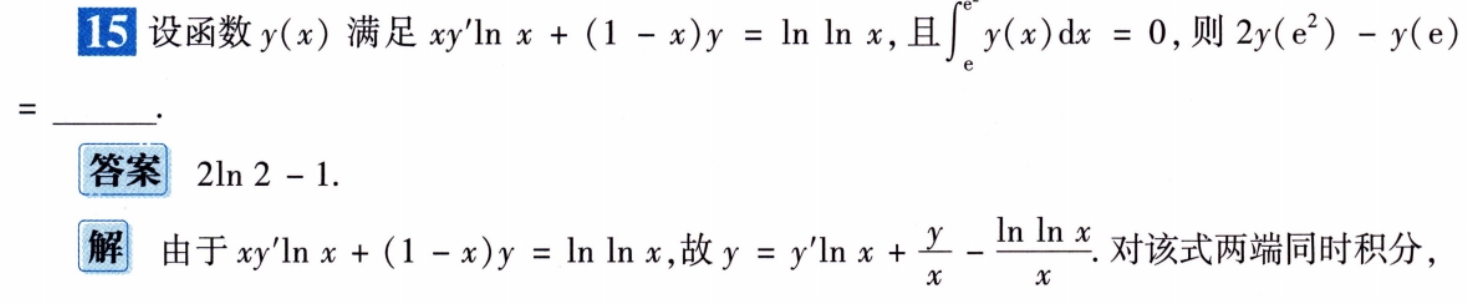 15 设函数 y(x) 满足 xy′ln x + (1 − x)y = ln ln x, 且∫ₑᵉ y(x)dx = 0, 则 2y(e²) − y(e)
= ______.
答案 2ln 2 − 1.
解 由于 xy′ln x + (1 − x)y = ln ln x,故 y = y′ln x + y/x − ln ln x/x. 对该式两端同时积分,